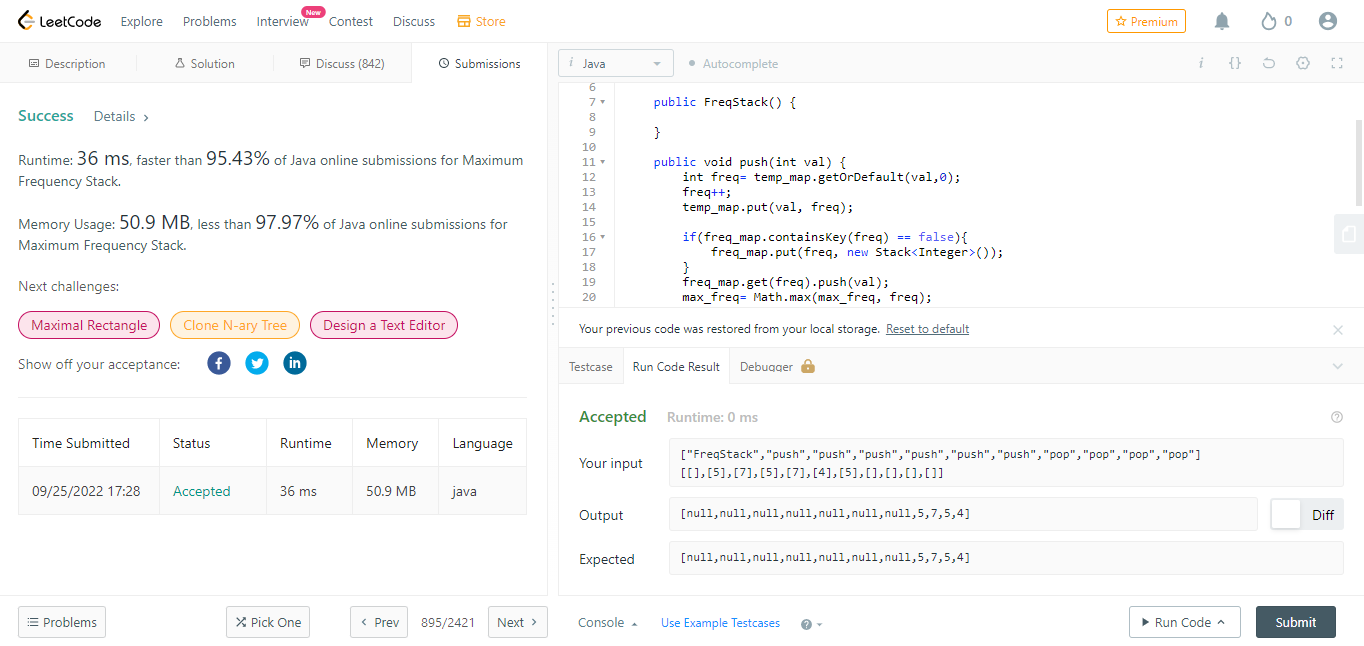 LeetCode Explore Problems Interview New Contest Discuss Store Premium 0
Description Solution Discuss (842) Submissions
i Java Autocomplete i {}
Success Details >
Runtime: 36 ms, faster than 95.43% of Java online submissions for Maximum
Frequency Stack.
Memory Usage: 50.9 MB, less than 97.97% of Java online submissions for
Maximum Frequency Stack.
Next challenges:
Maximal Rectangle Clone N-ary Tree Design a Text Editor
Show off your acceptance:
Time Submitted Status Runtime Memory Language
09/25/2022 17:28 Accepted 36 ms 50.9 MB java
6
7 public FreqStack() {
8
9 }
10
11 public void push(int val) {
12 int freq= temp_map.getOrDefault(val,0);
13 freq++;
14 temp_map.put(val, freq);
15
16 if(freq_map.containsKey(freq) == false){
17 freq_map.put(freq, new Stack<Integer>());
18 }
19 freq_map.get(freq).push(val);
20 max_freq= Math.max(max_freq, freq);
Your previous code was restored from your local storage. Reset to default
Testcase Run Code Result Debugger
Accepted Runtime: 0 ms
Your input
["FreqStack","push","push","push","push","push","push","pop","pop","pop","pop"]
[[],[5],[7],[5],[7],[4],[5],[],[],[],[]]
Output [null,null,null,null,null,null,null,5,7,5,4] Diff
Expected [null,null,null,null,null,null,null,5,7,5,4]
Problems Pick One < Prev 895/2421 Next > Console Use Example Testcases Run Code Submit